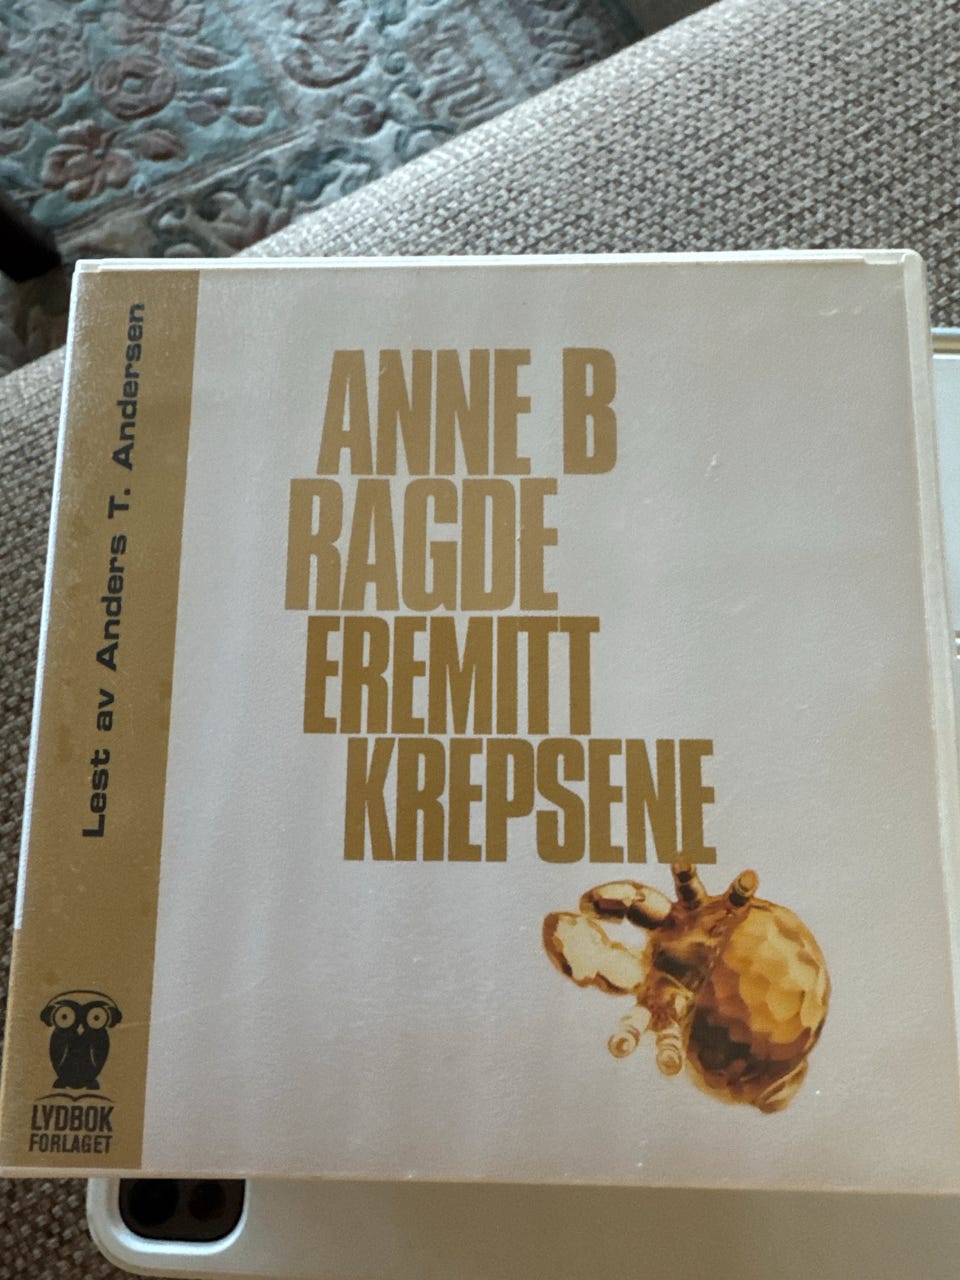 Lest av Anders T. Andersen
ANNE B
RAGDE
EREMITT
KREPSENE
LYDBOK
FORLAGET